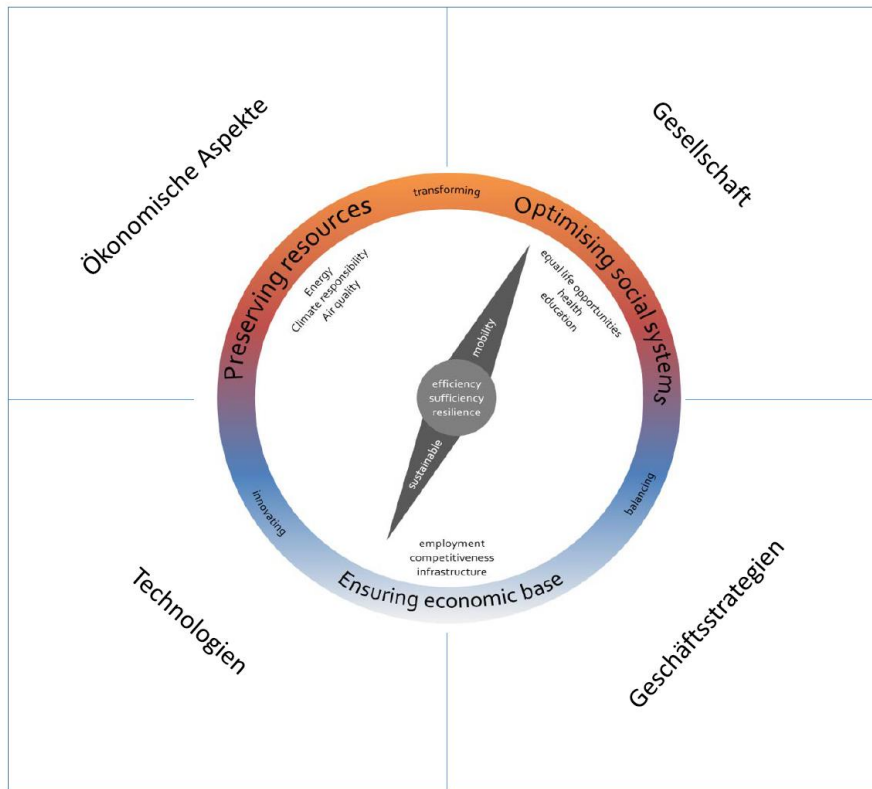 Ökonomische Aspekte
Gesellschaft
transforming
Preserving resources
Optimising social systems
Energy
Climate responsibility
Air quality
equal life opportunities
health
education
mobility
efficiency
sufficiency
resilience
sustainable
innovating
balancing
employment
competitiveness
infrastructure
Ensuring economic base
Technologien
Geschäftsstrategien